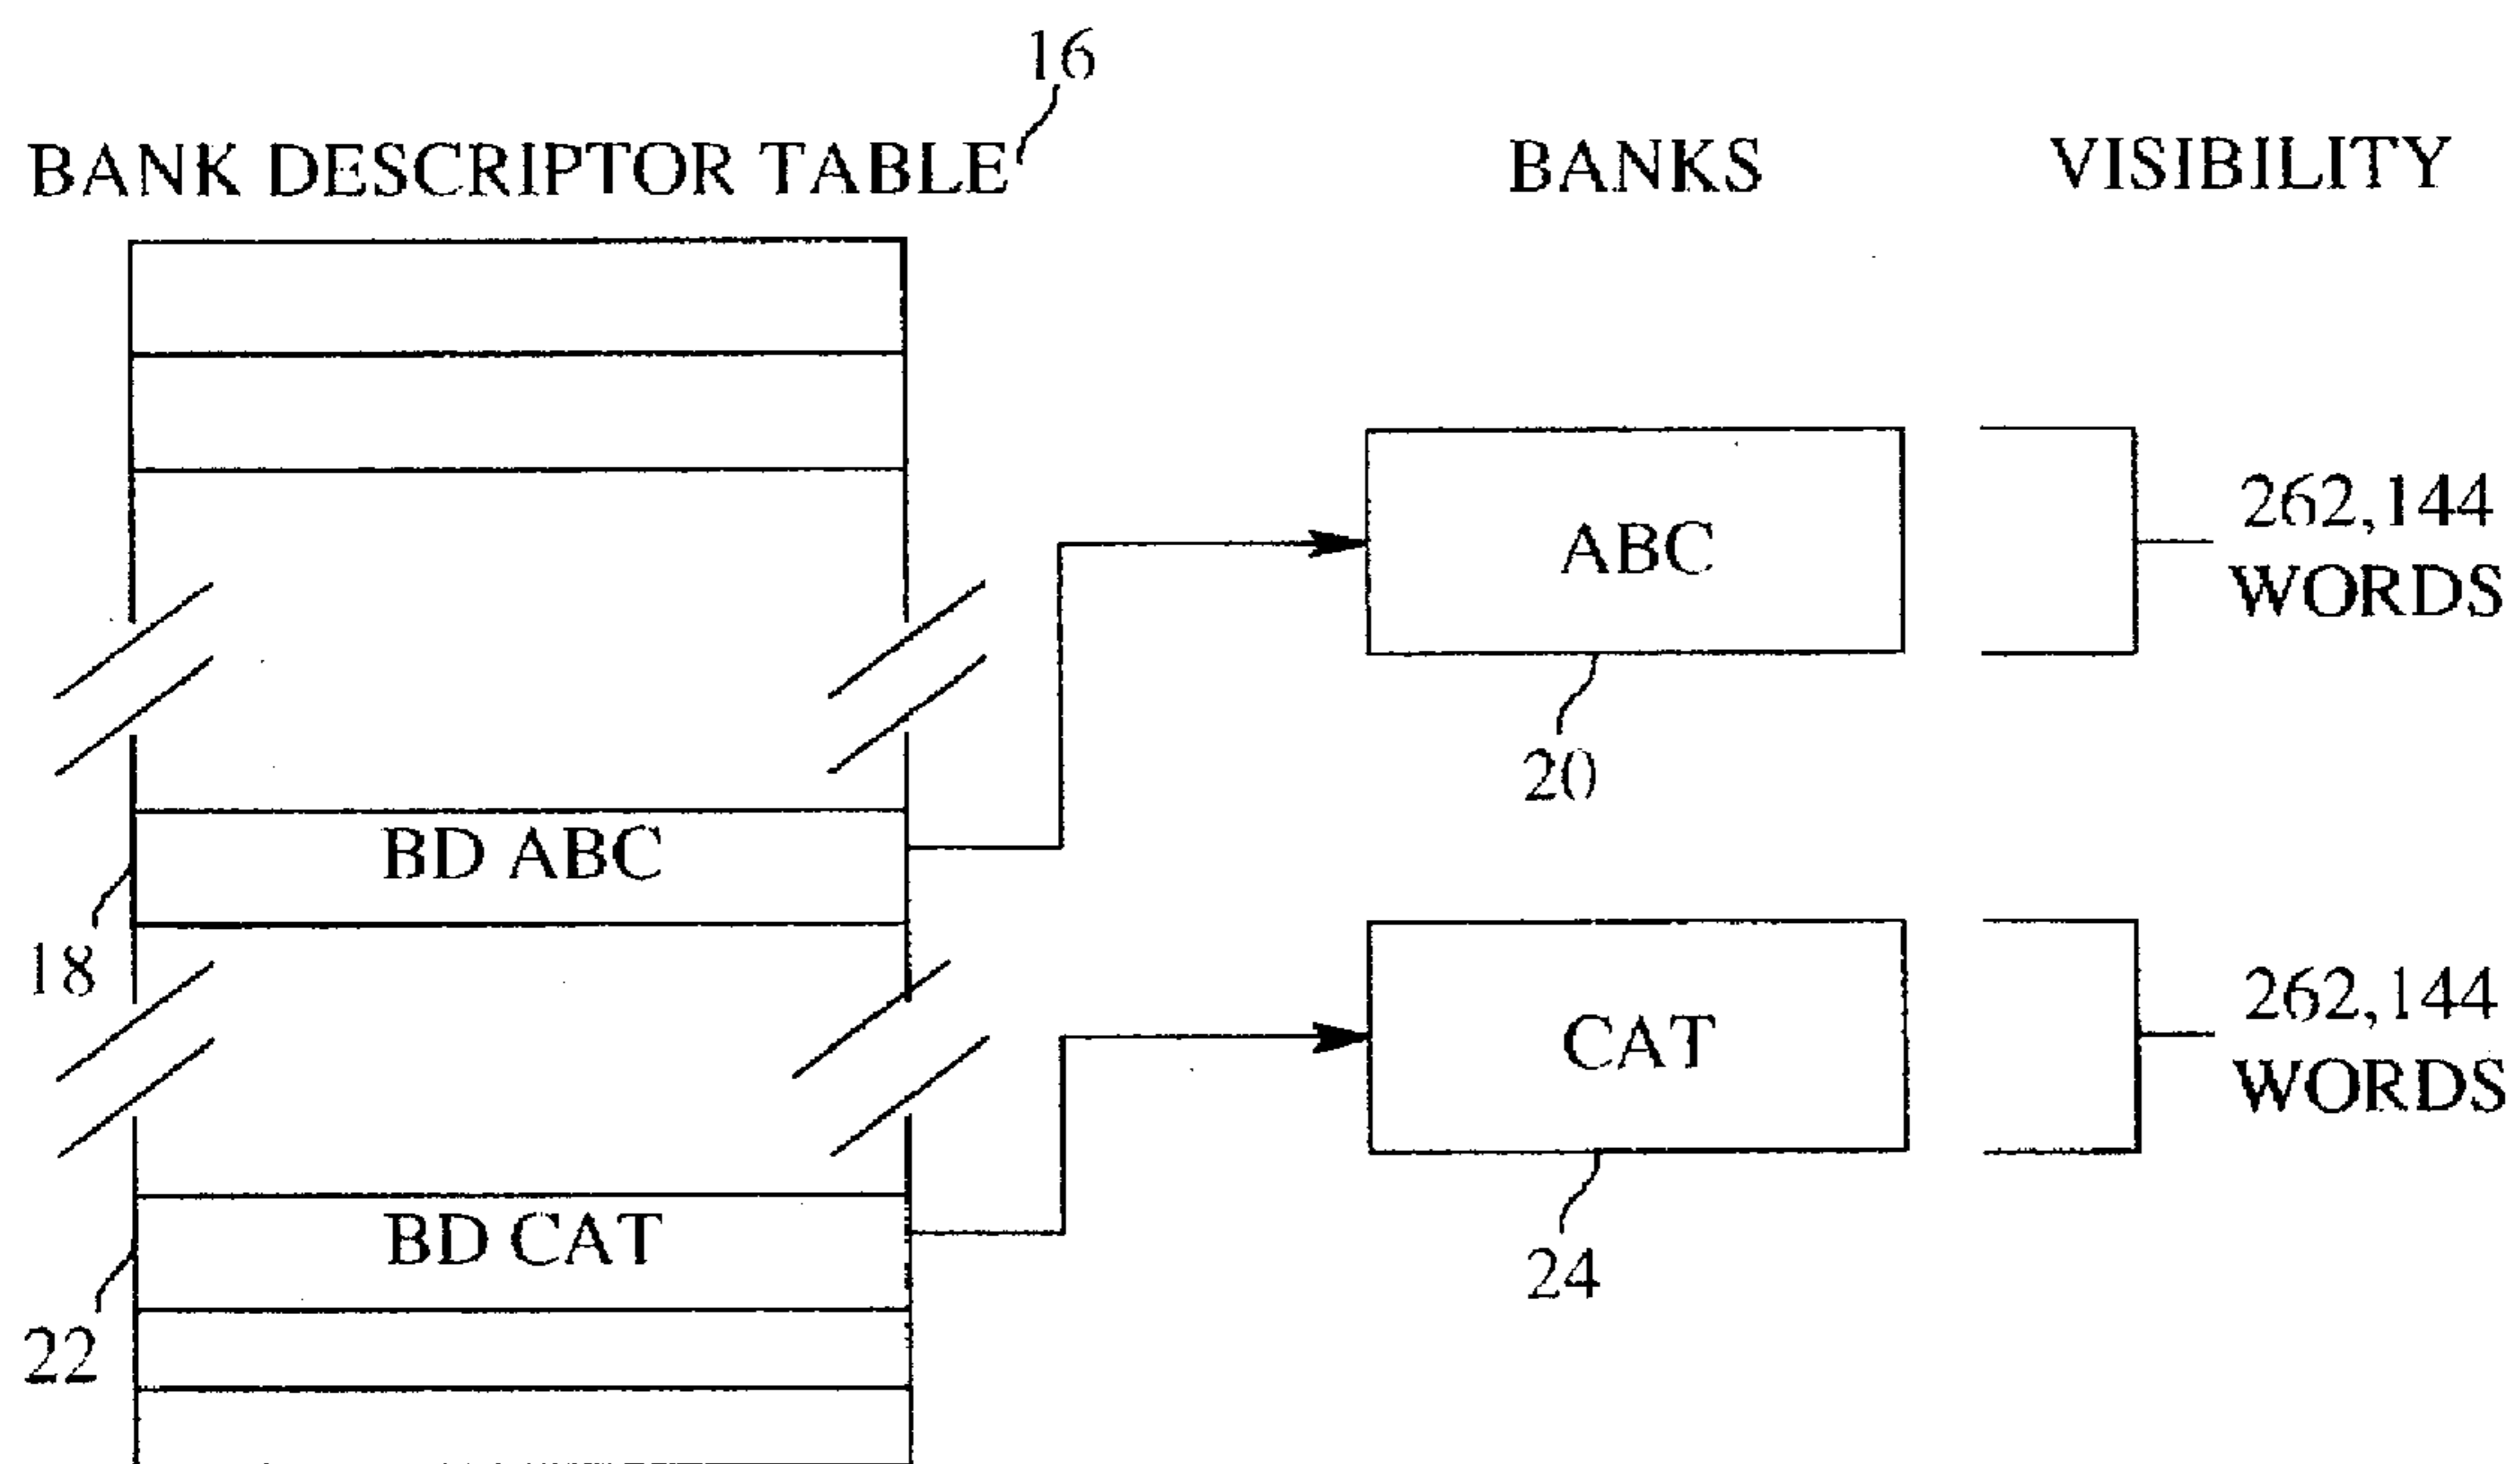 16
BANK DESCRIPTOR TABLE
BANKS
VISIBILITY
ABC
262,144
WORDS
20
BD ABC
18
CAT
262,144
WORDS
24
BD CAT
22